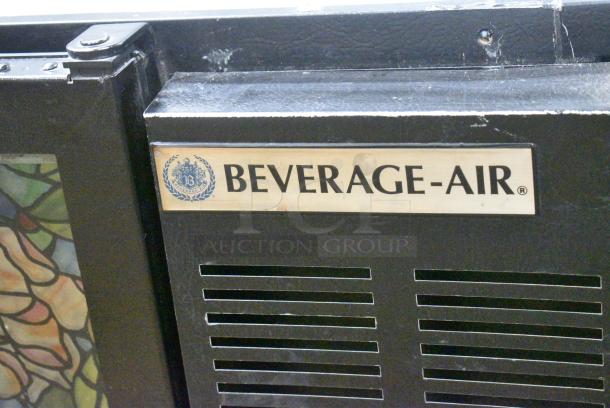 B BEVERAGE-AIR®
PCI
AUCTION GROUP